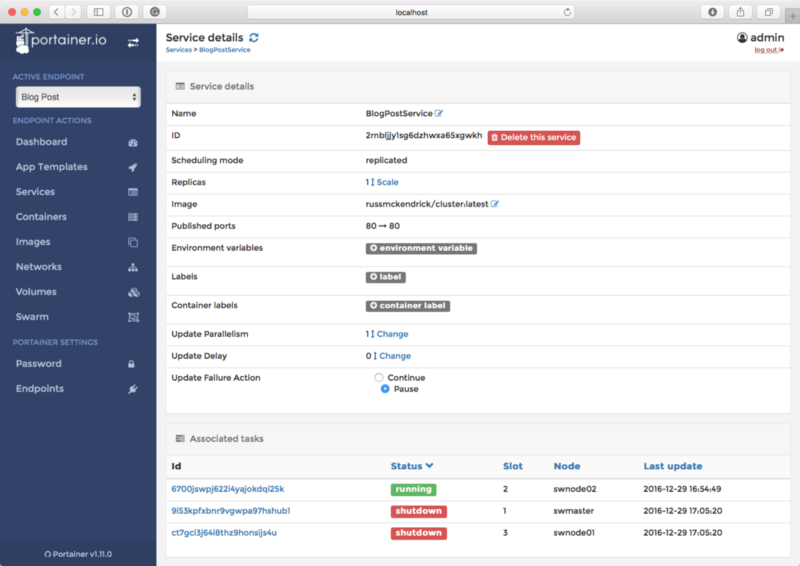 localhost
portainer.io
ACTIVE ENDPOINT
Blog Post
ENDPOINT ACTIONS
Dashboard
App Templates
Services
Containers
Images
Networks
Volumes
Swarm
PORTAINER SETTINGS
Password
Endpoints
Portainer v1.11.0
Service details
Services > BlogPostService
admin
log out
Service details
Name BlogPostService
ID 2rnbljjy1sg6dzhwxa65xgwkh Delete this service
Scheduling mode replicated
Replicas 1 Scale
Image russmckendrick/cluster:latest
Published ports 80 → 80
Environment variables environment variable
Labels label
Container labels container label
Update Parallelism 1 Change
Update Delay 0 Change
Update Failure Action Continue
Pause
Associated tasks
Id Status Slot Node Last update
6700jswpj622i4yajokdqi25k running 2 swnode02 2016-12-29 16:54:49
9i53kpfxbnr9vgwpa97hshub1 shutdown 1 swmaster 2016-12-29 17:05:20
ct7gci3j64i8thz9honsijs4u shutdown 3 swnode01 2016-12-29 17:05:20